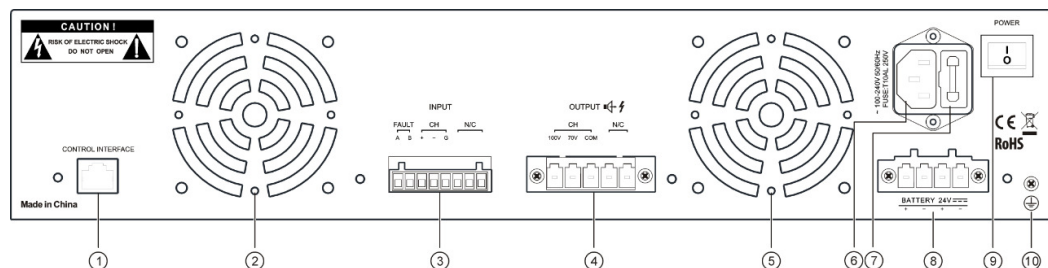 CAUTION !
RISK OF ELECTRIC SHOCK
DO NOT OPEN
CONTROL INTERFACE
Made in China
INPUT
FAULT CH N/C
A B + − G
OUTPUT
CH N/C
100V 70V COM
~ 100-240V 50/60Hz
FUSE:T10AL 250V
POWER
I
O
CE
RoHS
BATTERY 24V
+ − + −
1 2 3 4 5 6 7 8 9 10